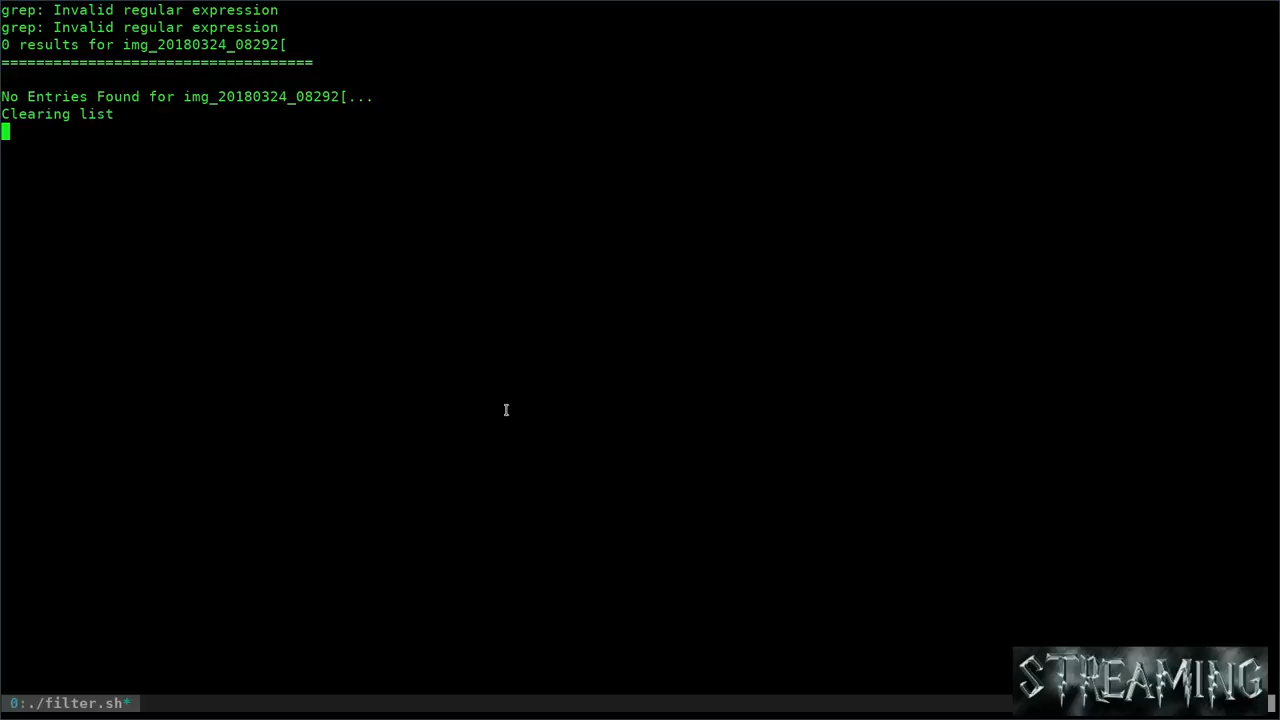 grep: Invalid regular expression
grep: Invalid regular expression
0 results for img_20180324_08292[
====================================
No Entries Found for img_20180324_08292[...
Clearing list
0:./filter.sh*
STREAMING